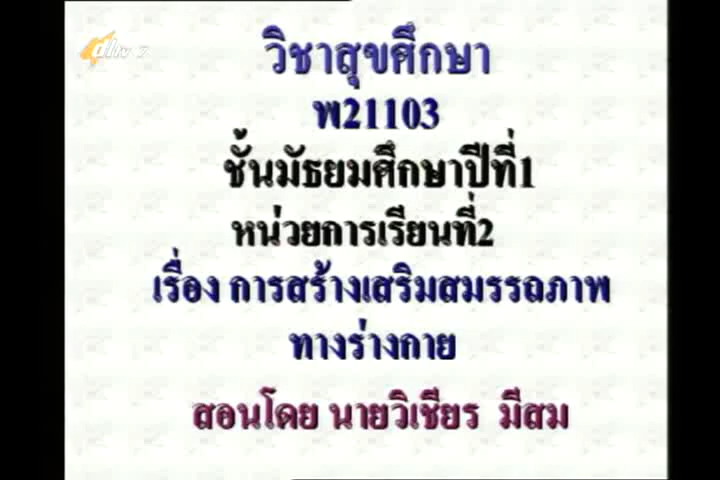 dltv 7
วิชาสุขศึกษา
พ21103
ชั้นมัธยมศึกษาปีที่1
หน่วยการเรียนที่2
เรื่อง การสร้างเสริมสมรรถภาพ
ทางร่างกาย
สอนโดย นายวิเชียร มีสม